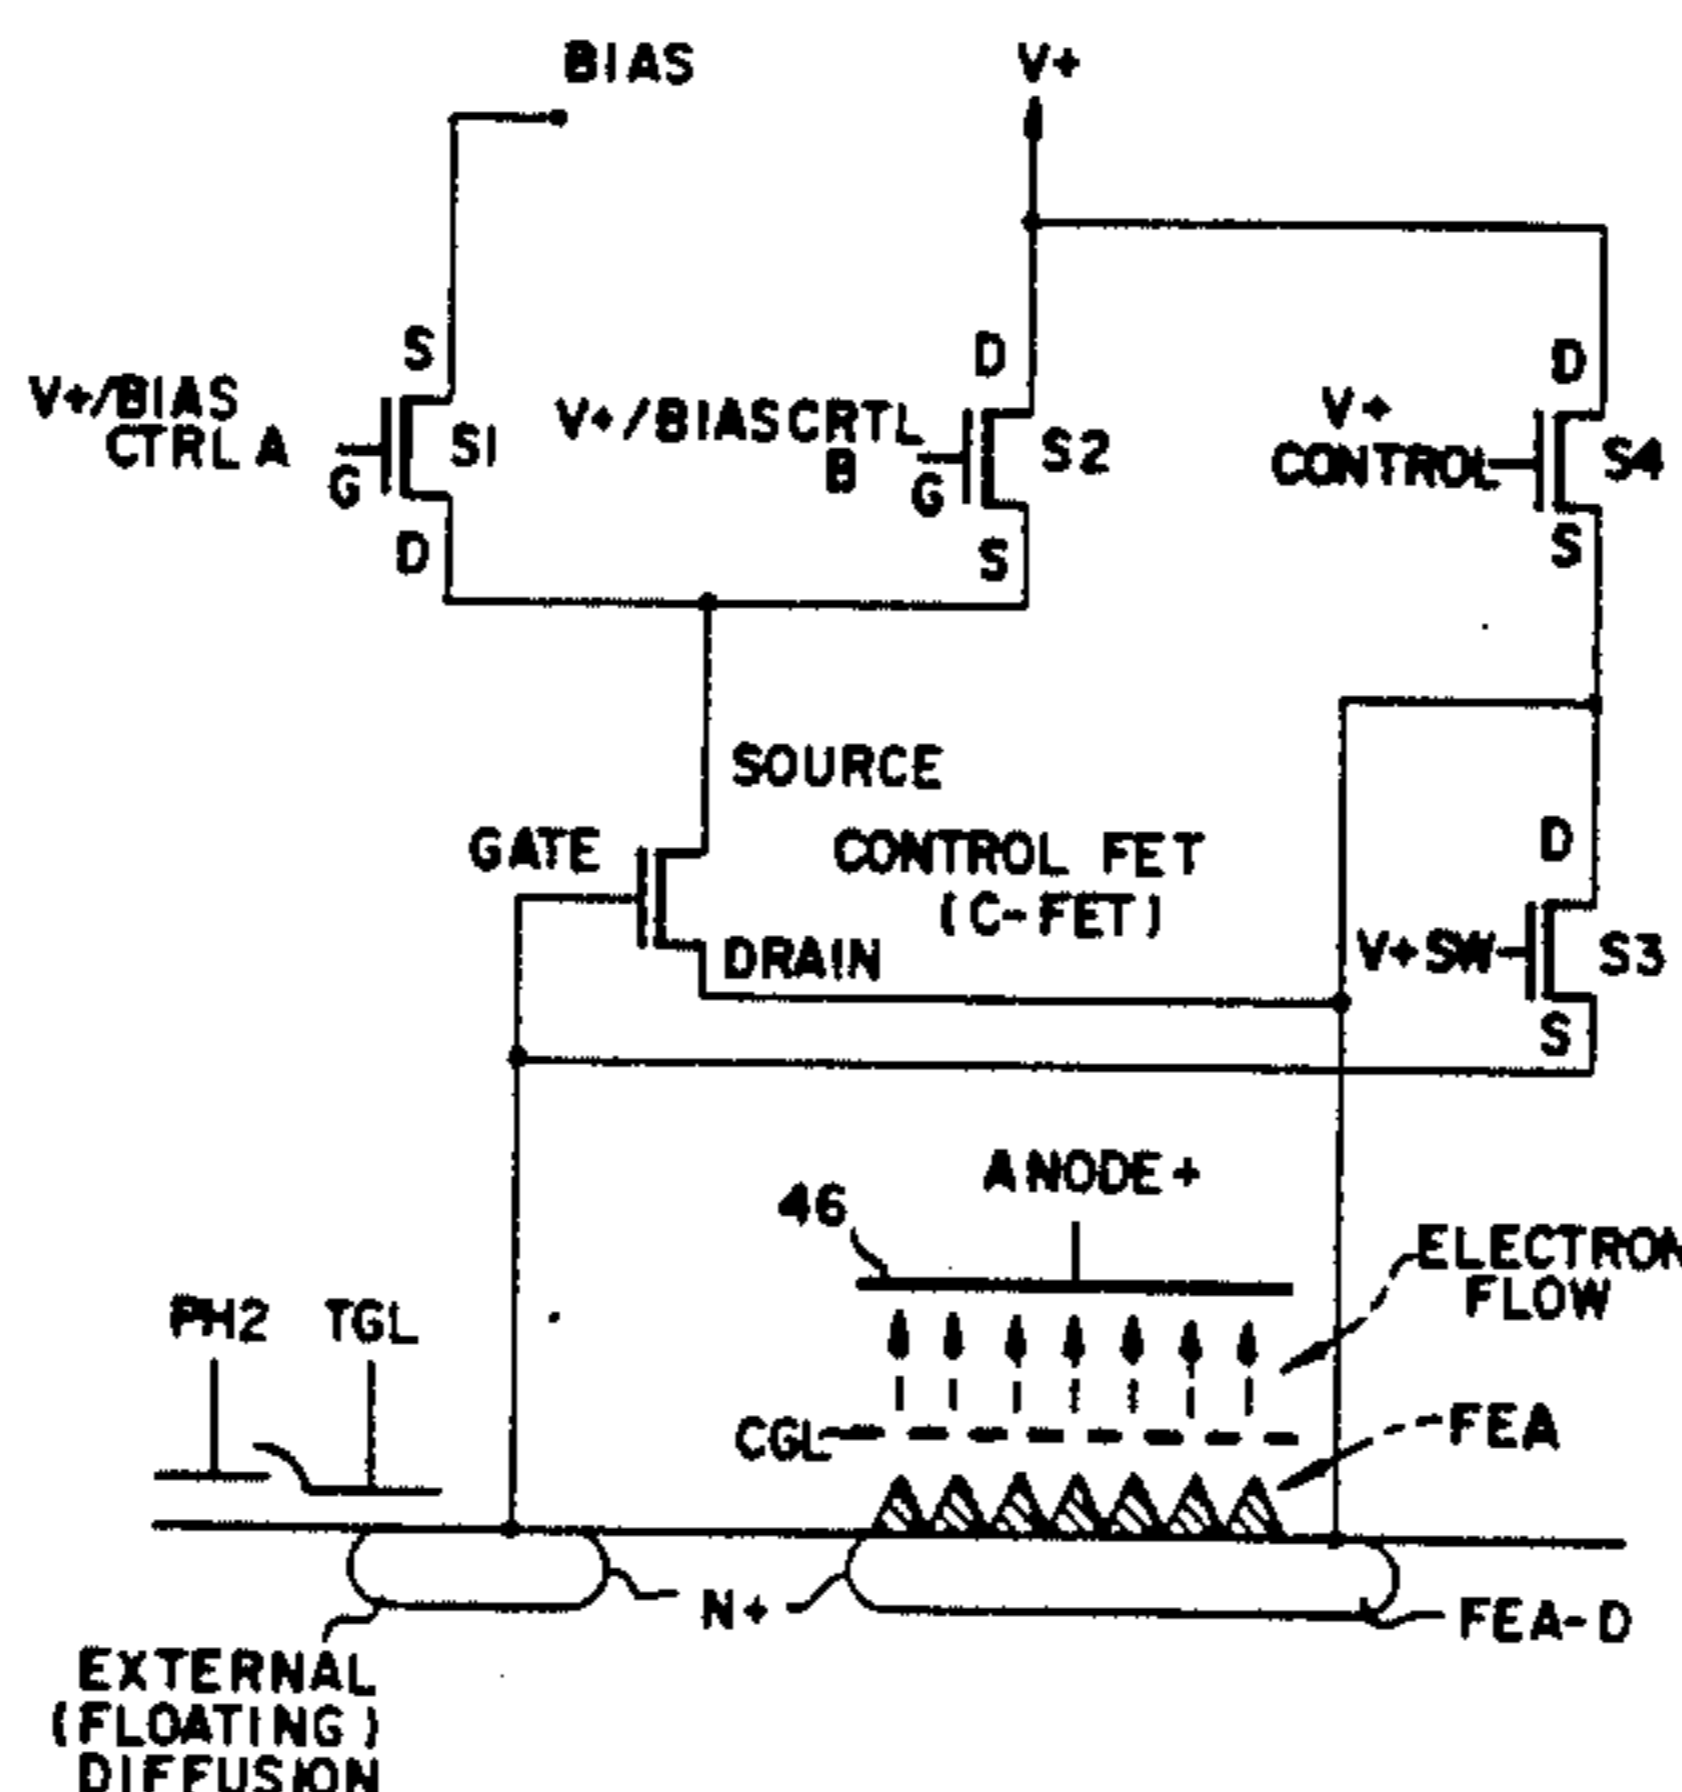 BIAS
V+
S
D
D
V+/BIAS
CTRL A
G
S1
V+/BIASCRTL
B
G
S2
V+
CONTROL
S4
D
S
S
SOURCE
GATE
CONTROL FET
(C-FET)
DRAIN
D
V+SW
S3
S
ANODE+
46
ELECTRON
FLOW
PH2
TGL
CGL
FEA
N+
FEA-D
EXTERNAL
(FLOATING)
DIFFUSION